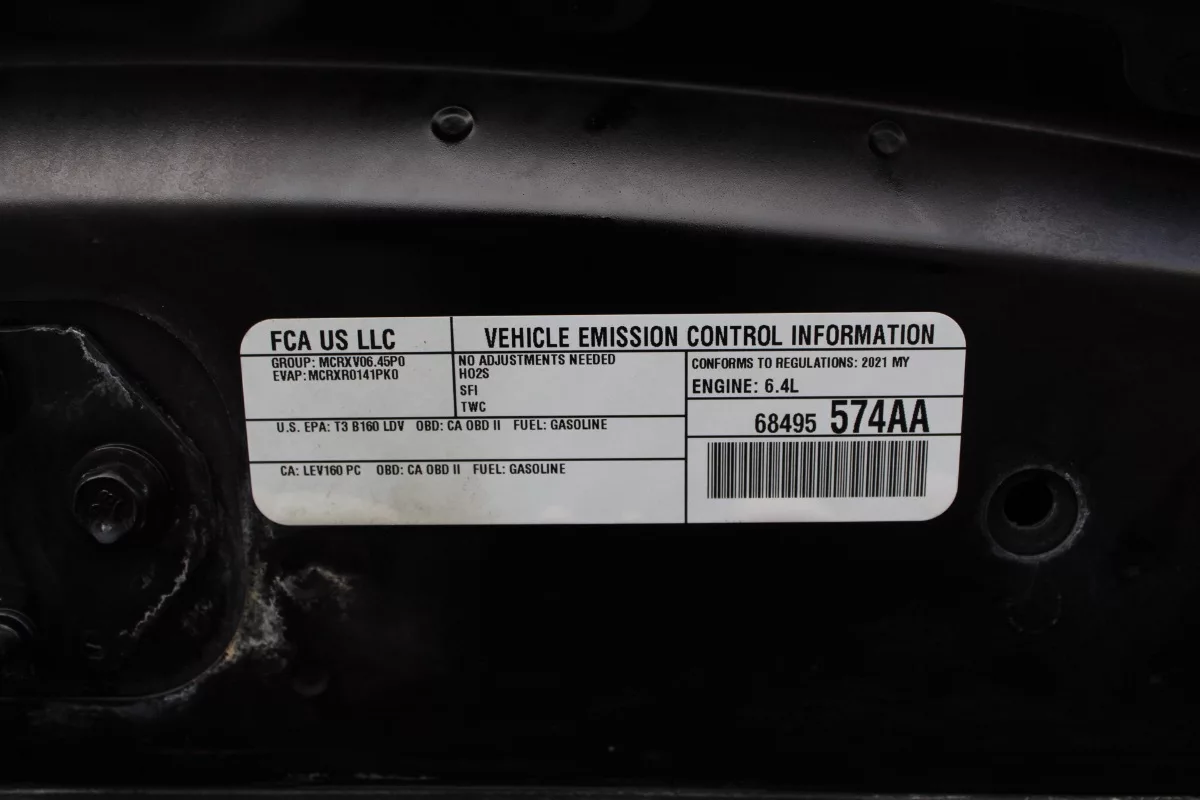 FCA US LLC
GROUP: MCRXV06.45P0
EVAP: MCRXR0141PK0
VEHICLE EMISSION CONTROL INFORMATION
NO ADJUSTMENTS NEEDED
HO2S
SFI
TWC
CONFORMS TO REGULATIONS: 2021 MY
ENGINE: 6.4L
68495 574AA
U.S. EPA: T3 B160 LDV OBD: CA OBD II FUEL: GASOLINE
CA: LEV160 PC OBD: CA OBD II FUEL: GASOLINE